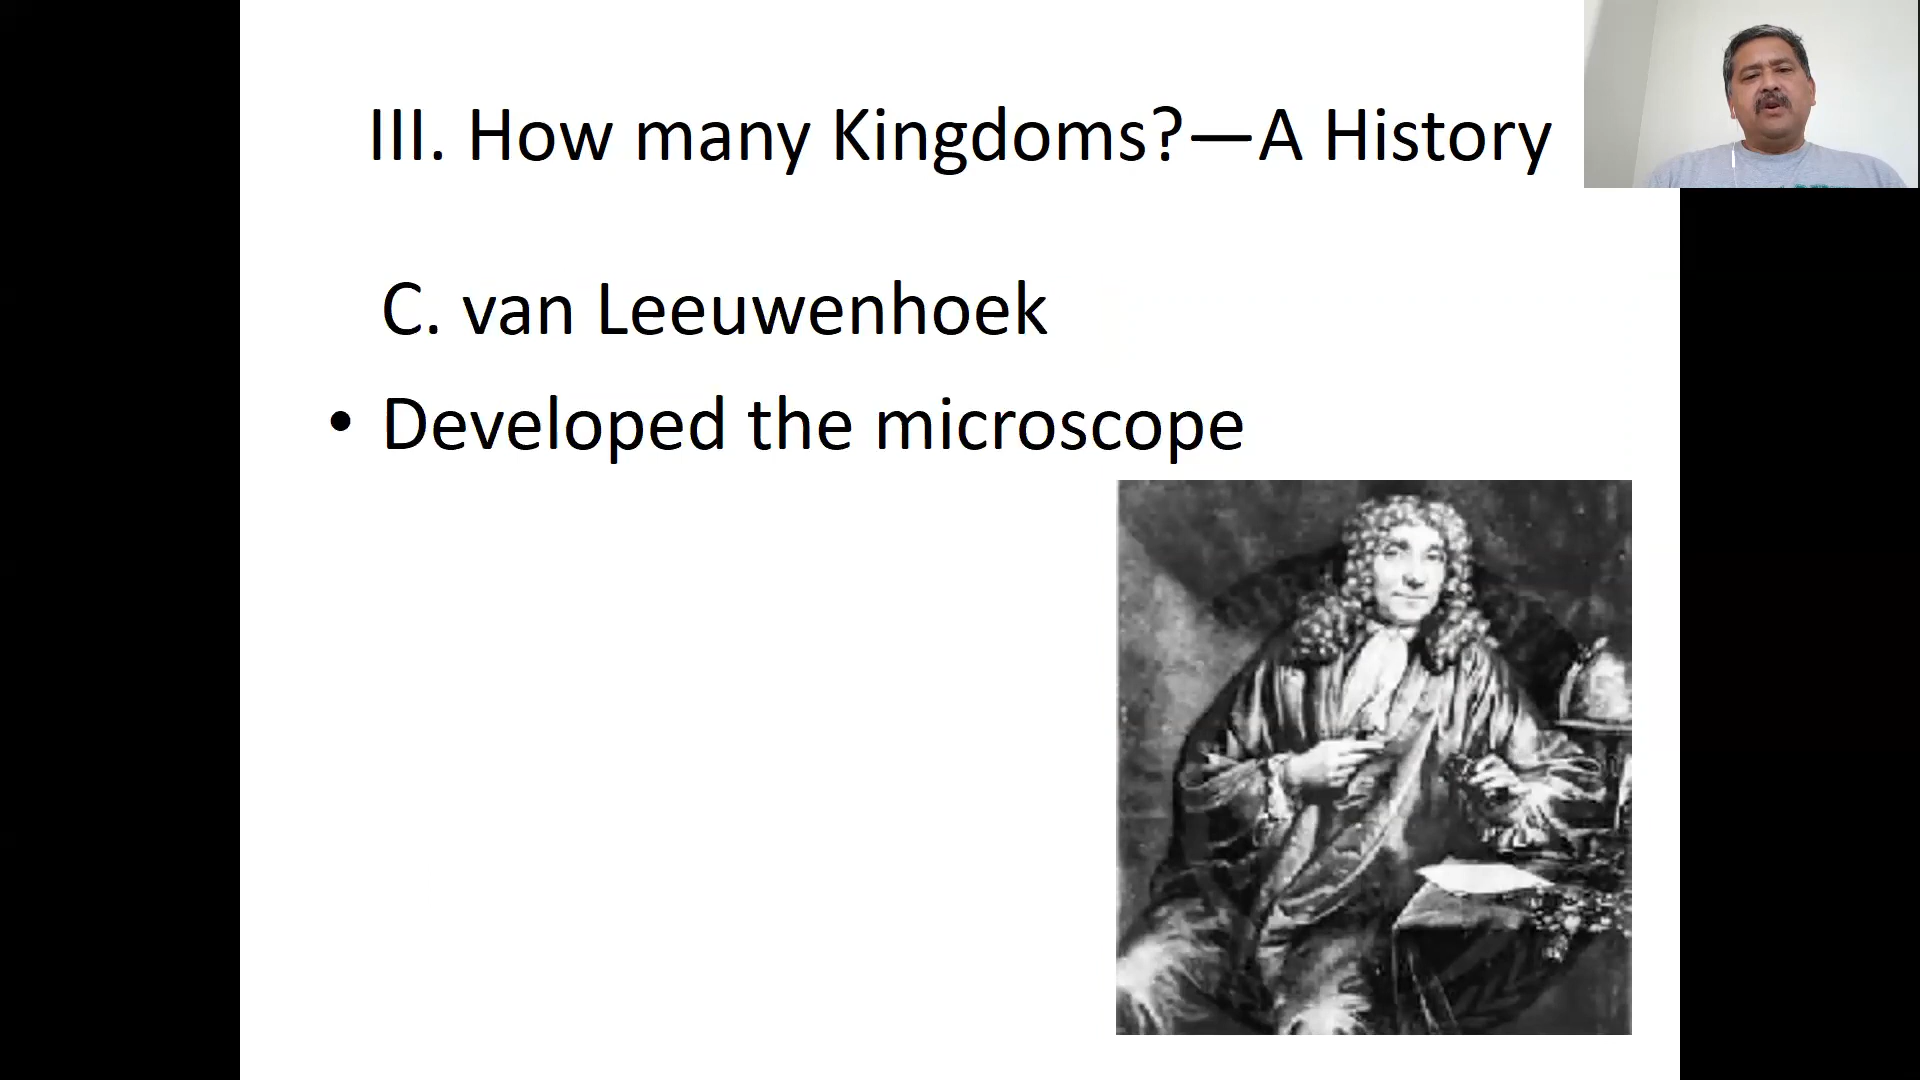 III. How many Kingdoms?—A History
C. van Leeuwenhoek
• Developed the microscope